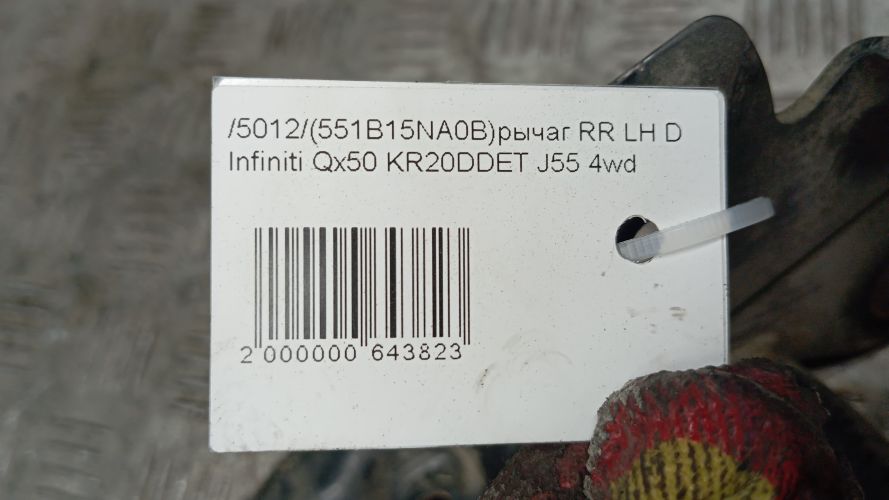 /5012/(551B15NA0B)рычаг RR LH D
Infiniti Qx50 KR20DDET J55 4wd
2 000000 643823